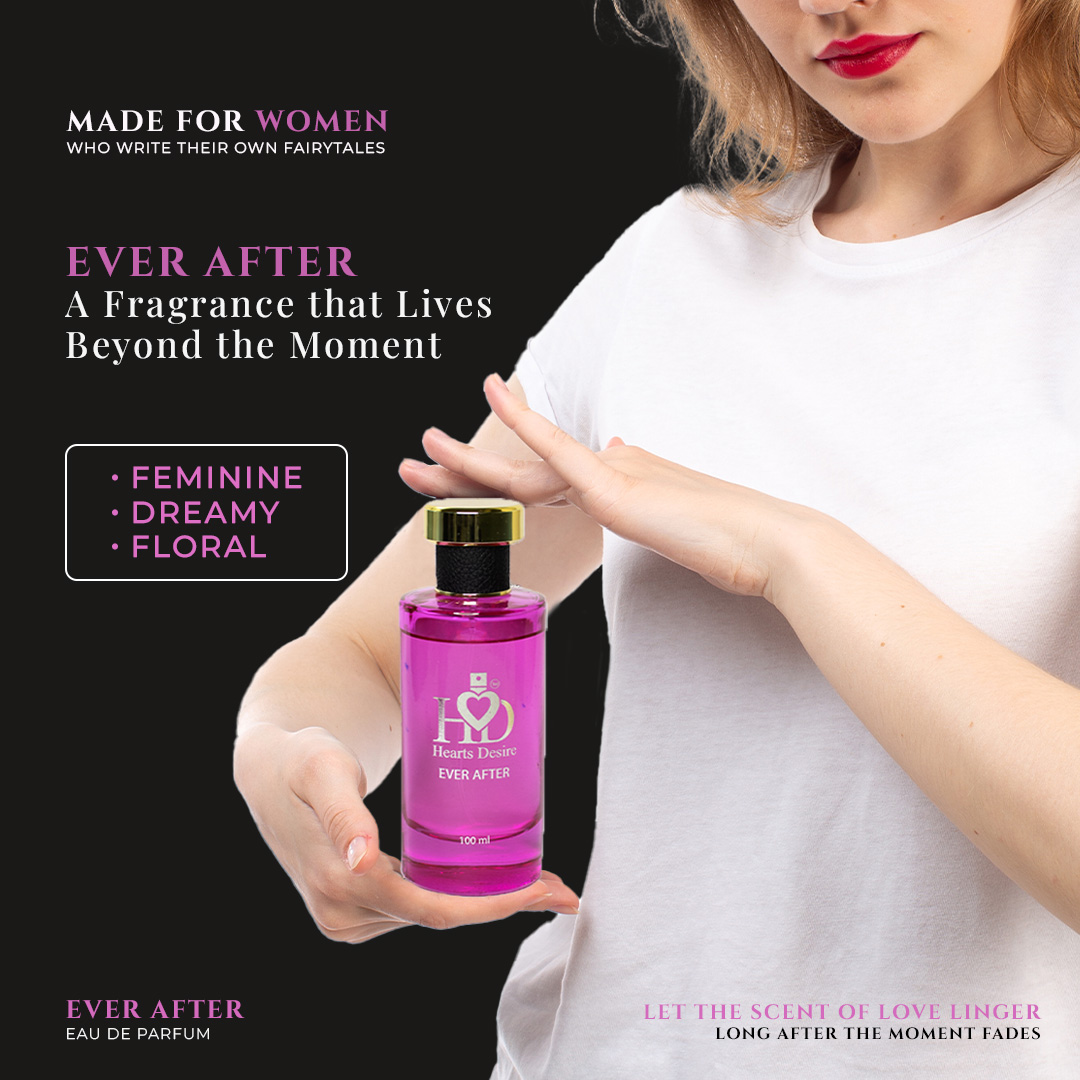 MADE FOR WOMEN
WHO WRITE THEIR OWN FAIRYTALES
EVER AFTER
A Fragrance that Lives
Beyond the Moment
• FEMININE
• DREAMY
• FLORAL
HD
Hearts Desire
EVER AFTER
100 ml
EVER AFTER
EAU DE PARFUM
LET THE SCENT OF LOVE LINGER
LONG AFTER THE MOMENT FADES